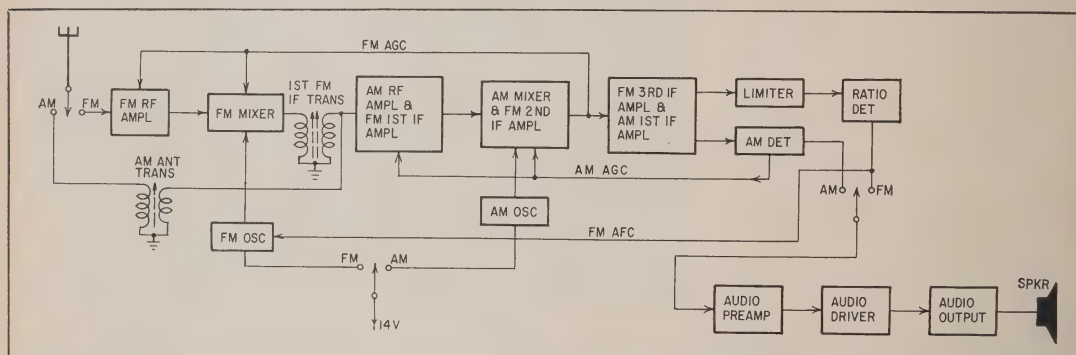 FM AGC
AM
FM
FM RF
AMPL
FM MIXER
1ST FM
IF TRANS
AM RF
AMPL &
FM 1ST IF
AMPL
AM MIXER
& FM 2ND
IF AMPL
FM 3RD IF
AMPL &
AM 1ST IF
AMPL
LIMITER
RATIO
DET
AM DET
AM ANT
TRANS
AM AGC
AM
FM
AM OSC
FM OSC
FM AFC
FM
AM
14V
AUDIO
PREAMP
AUDIO
DRIVER
AUDIO
OUTPUT
SPKR